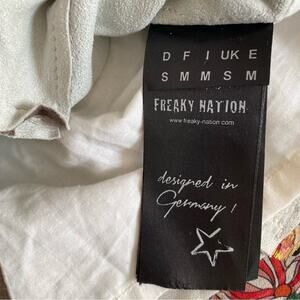 D F I UK E
S M M S M
FREAKY NATION
www.freaky-nation.com
designed in
Germany!